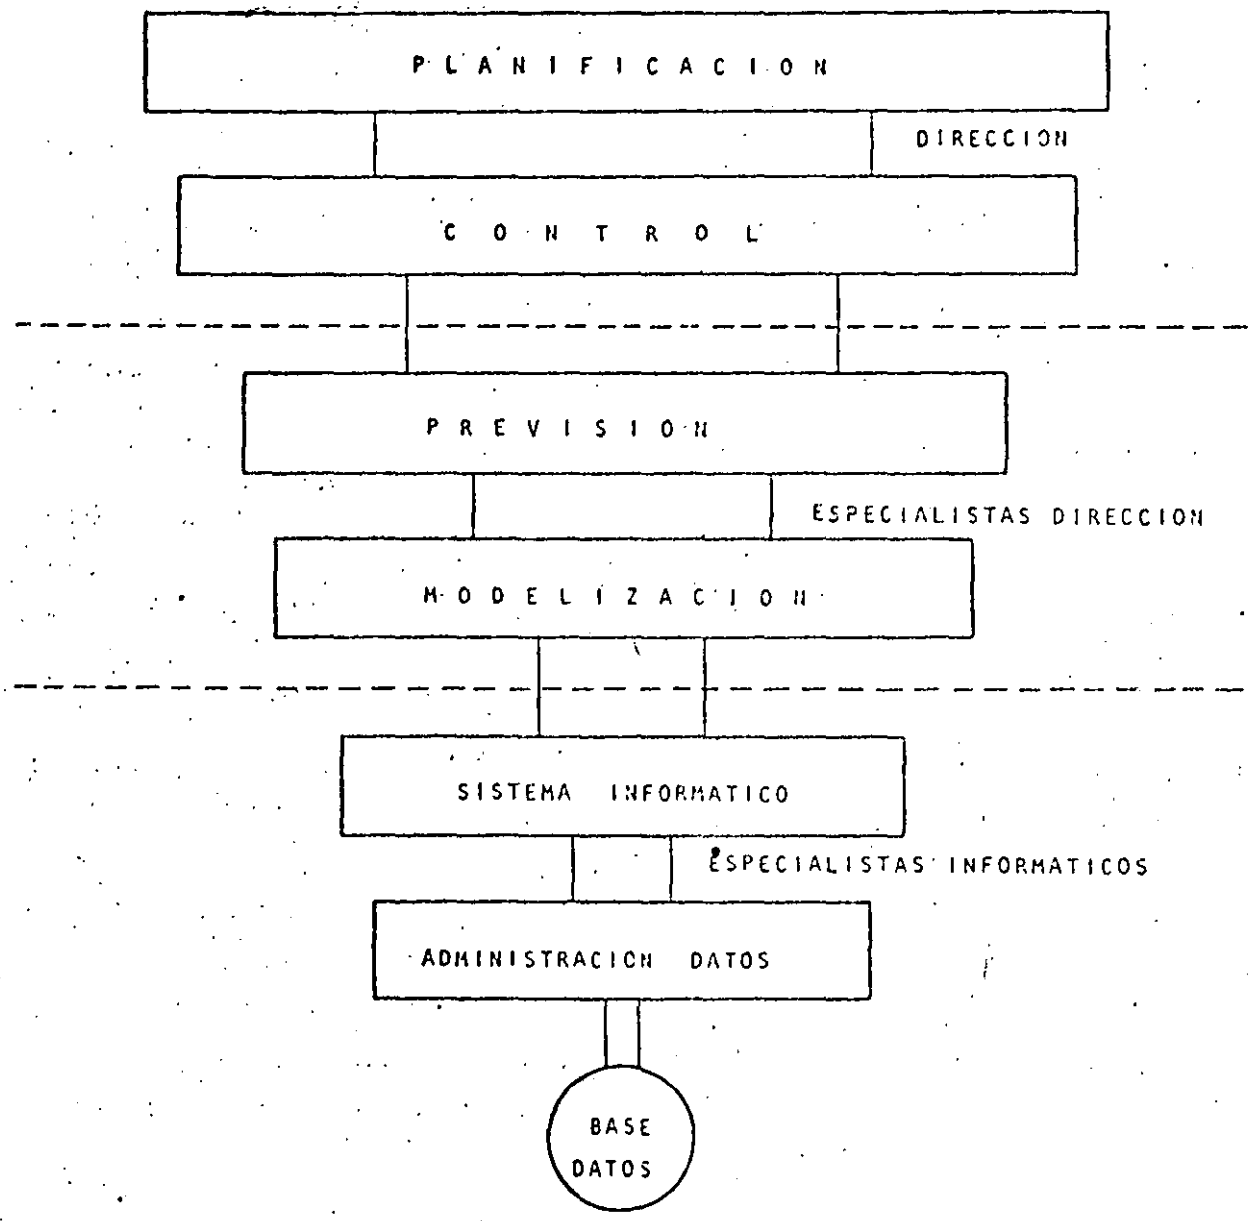 PLANIFICACION
DIRECCION
CONTROL
PREVISION
ESPECIALISTAS DIRECCION
MODELIZACION
SISTEMA INFORMATICO
ESPECIALISTAS INFORMATICOS
ADMINISTRACION DATOS
BASE
DATOS